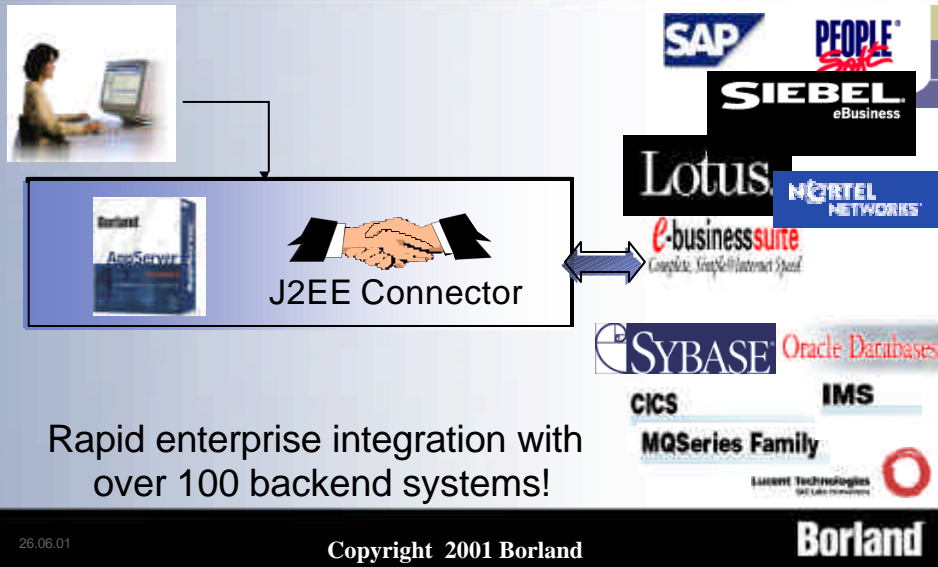 SAP
PEOPLE
Soft
SIEBEL.
eBusiness
Lotus.
NORTEL
NETWORKS
e-businesssuite
Complete, Simple @ Internet Speed
Borland
AppServer
J2EE Connector
SYBASE
Oracle Databases
CICS
IMS
MQSeries Family
Rapid enterprise integration with
over 100 backend systems!
Lucent Technologies
26.06.01
Copyright 2001 Borland
Borland